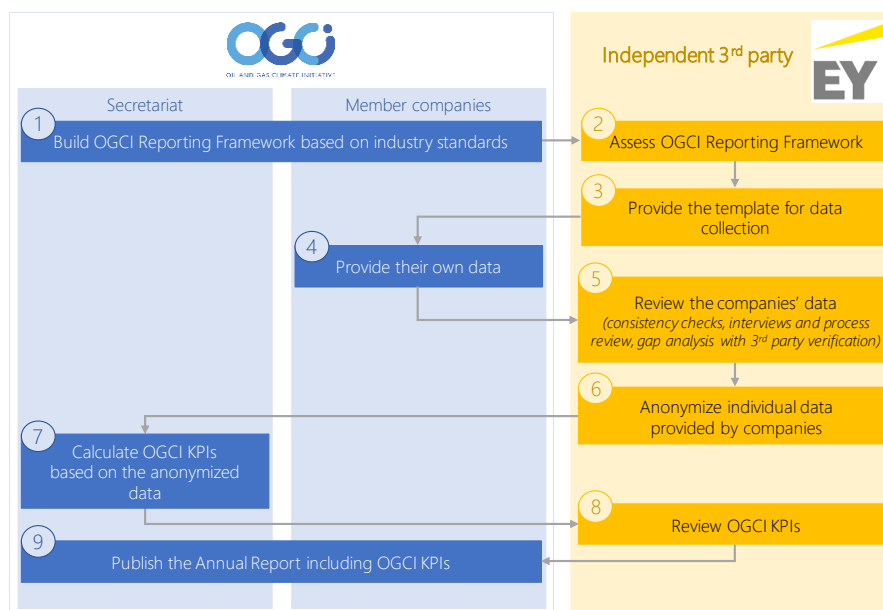 OGCI
OIL AND GAS CLIMATE INITIATIVE
Independent 3rd party
EY
Secretariat
Member companies
1
Build OGCI Reporting Framework based on industry standards
2
Assess OGCI Reporting Framework
3
Provide the template for data
collection
4
Provide their own data
5
Review the companies’ data
(consistency checks, interviews and process
review, gap analysis with 3rd party verification)
6
Anonymize individual data
provided by companies
7
Calculate OGCI KPIs
based on the anonymized
data
8
Review OGCI KPIs
9
Publish the Annual Report including OGCI KPIs